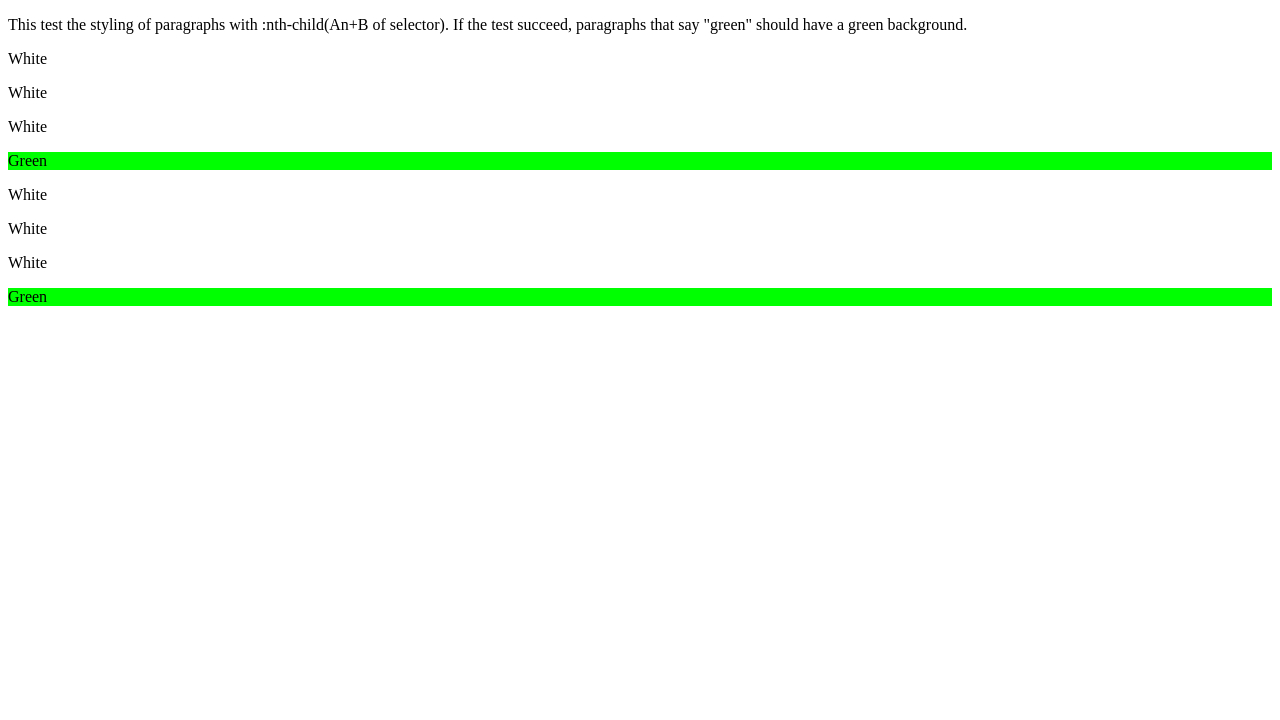 This test the styling of paragraphs with :nth-child(An+B of selector). If the test succeed, paragraphs that say "green" should have a green background.
White
White
White
Green
White
White
White
Green